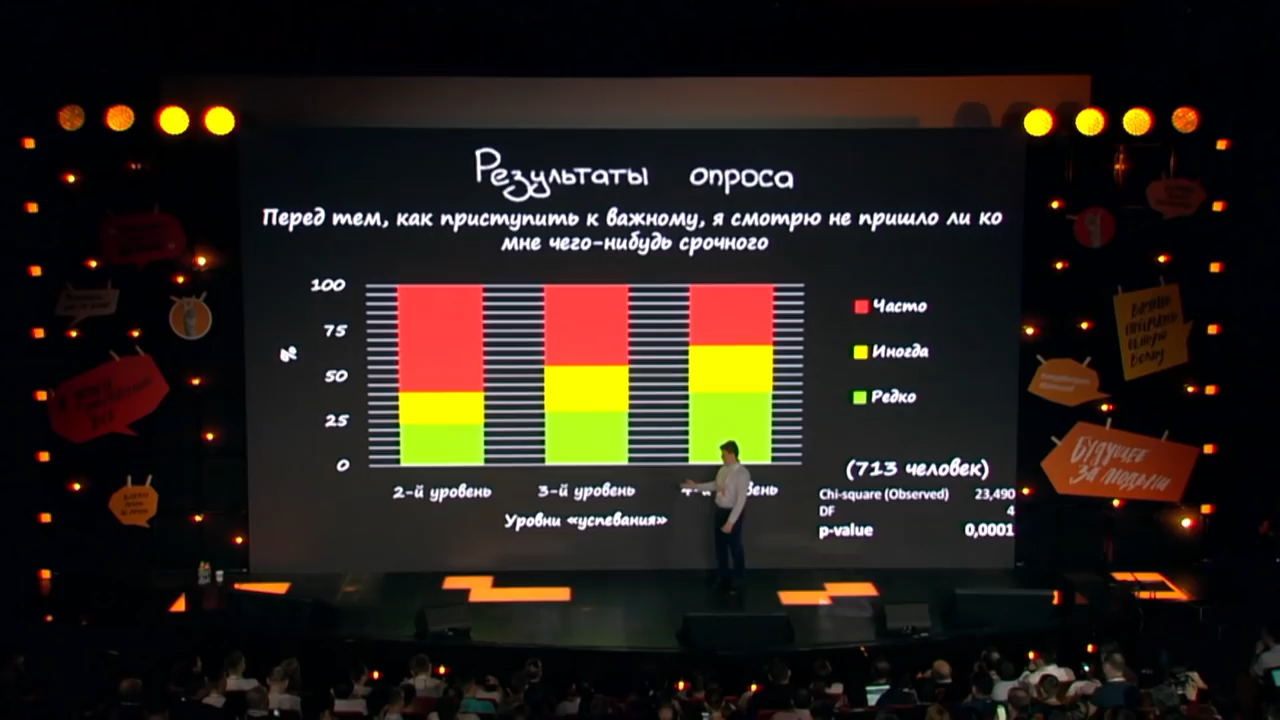 Результаты опроса
Перед тем, как приступить к важному, я смотрю не пришло ли ко
мне чего-нибудь срочного
100
75
50
25
0
%
2-й уровень
3-й уровень
Уровни «успевания»
Часто
Иногда
Редко
(713 человек)
Chi-square (Observed) 23,490
DF 4
p-value 0,0001
БУДУЩЕЕ
ЗА ЛЮДЬМИ